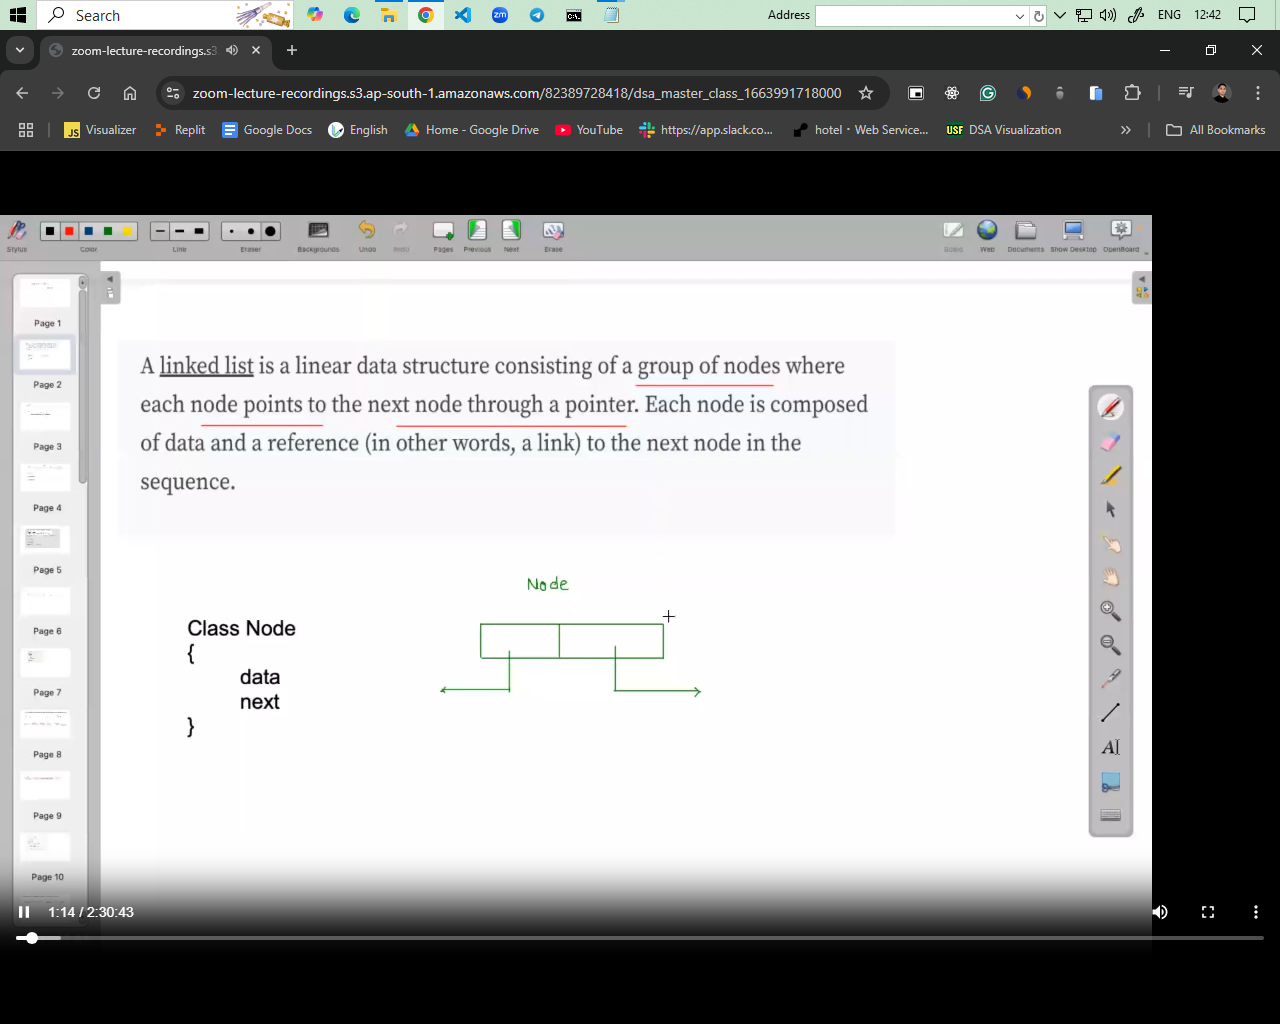 Search
Address
ENG
12:42
zoom-lecture-recordings.s3
zoom-lecture-recordings.s3.ap-south-1.amazonaws.com/82389728418/dsa_master_class_1663991718000
Visualizer
Replit
Google Docs
English
Home - Google Drive
YouTube
https://app.slack.co...
hotel · Web Service...
USF DSA Visualization
All Bookmarks
Stylus
Color
Line
Eraser
Backgrounds
Undo
Redo
Pages
Previous
Next
Erase
Board
Web
Documents
Show Desktop
OpenBoard
Page 1
Page 2
Page 3
Page 4
Page 5
Page 6
Page 7
Page 8
Page 9
Page 10
A linked list is a linear data structure consisting of a group of nodes where
each node points to the next node through a pointer. Each node is composed
of data and a reference (in other words, a link) to the next node in the
sequence.
Node
Class Node
{
data
next
}
1:14 / 2:30:43